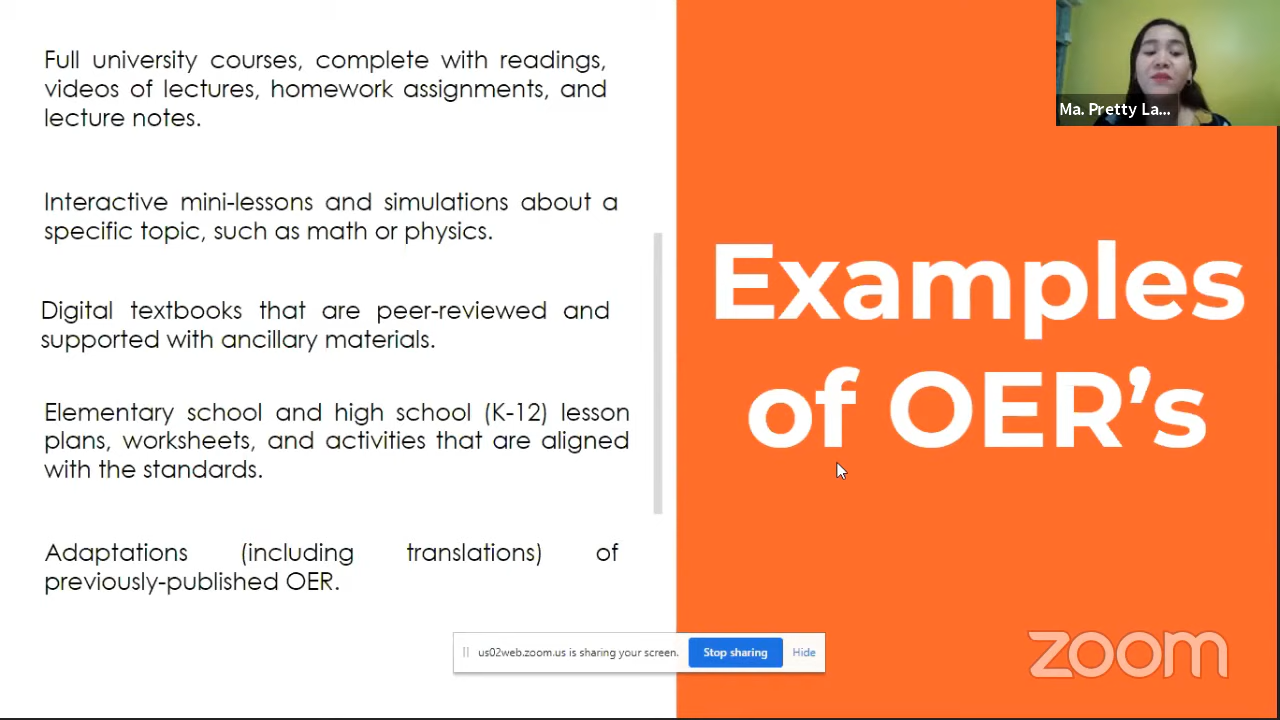 Full university courses, complete with readings,
videos of lectures, homework assignments, and
lecture notes.
Interactive mini-lessons and simulations about a
specific topic, such as math or physics.
Digital textbooks that are peer-reviewed and
supported with ancillary materials.
Elementary school and high school (K-12) lesson
plans, worksheets, and activities that are aligned
with the standards.
Adaptations (including translations) of
previously-published OER.
Examples
of OER’s
Ma. Pretty La...
us02web.zoom.us is sharing your screen.
Stop sharing
Hide
zoom